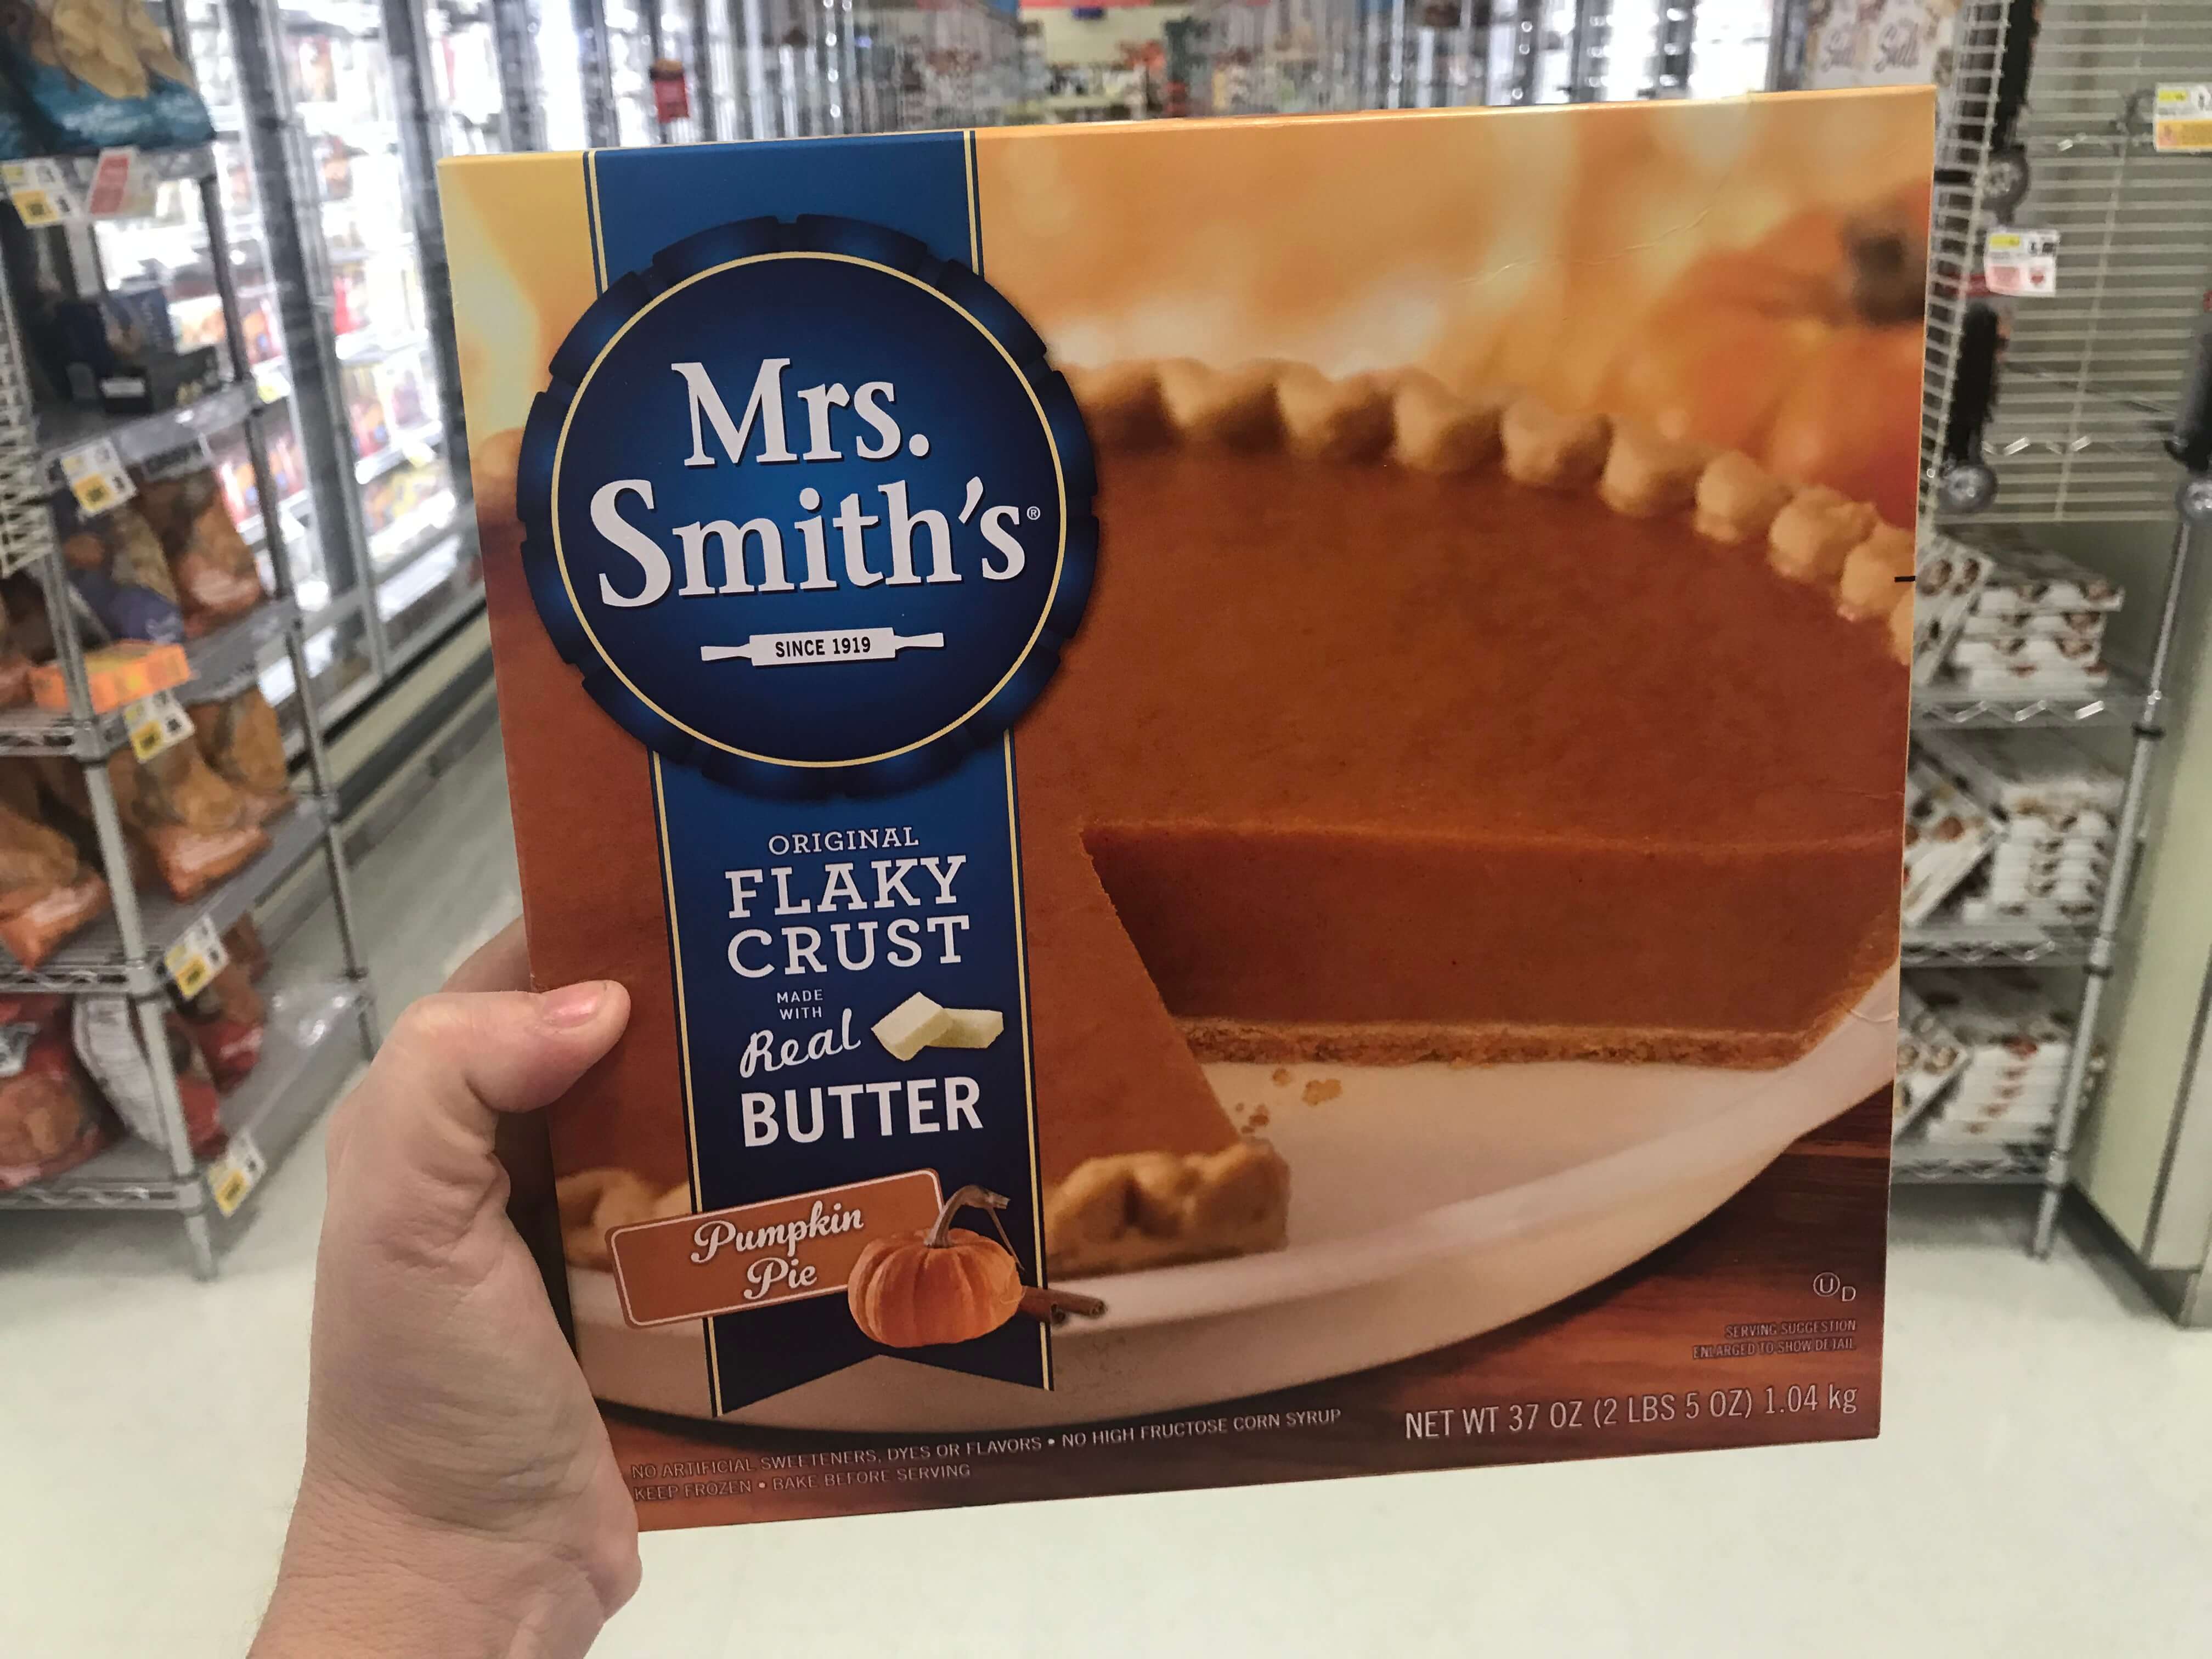 Mrs.
Smith's®
SINCE 1919
ORIGINAL
FLAKY
CRUST
MADE
WITH
Real
BUTTER
Pumpkin
Pie
U D
SERVING SUGGESTION
ENLARGED TO SHOW DETAIL
NET WT 37 OZ (2 LBS 5 OZ) 1.04 kg
NO ARTIFICIAL SWEETENERS, DYES OR FLAVORS • NO HIGH FRUCTOSE CORN SYRUP
KEEP FROZEN • BAKE BEFORE SERVING